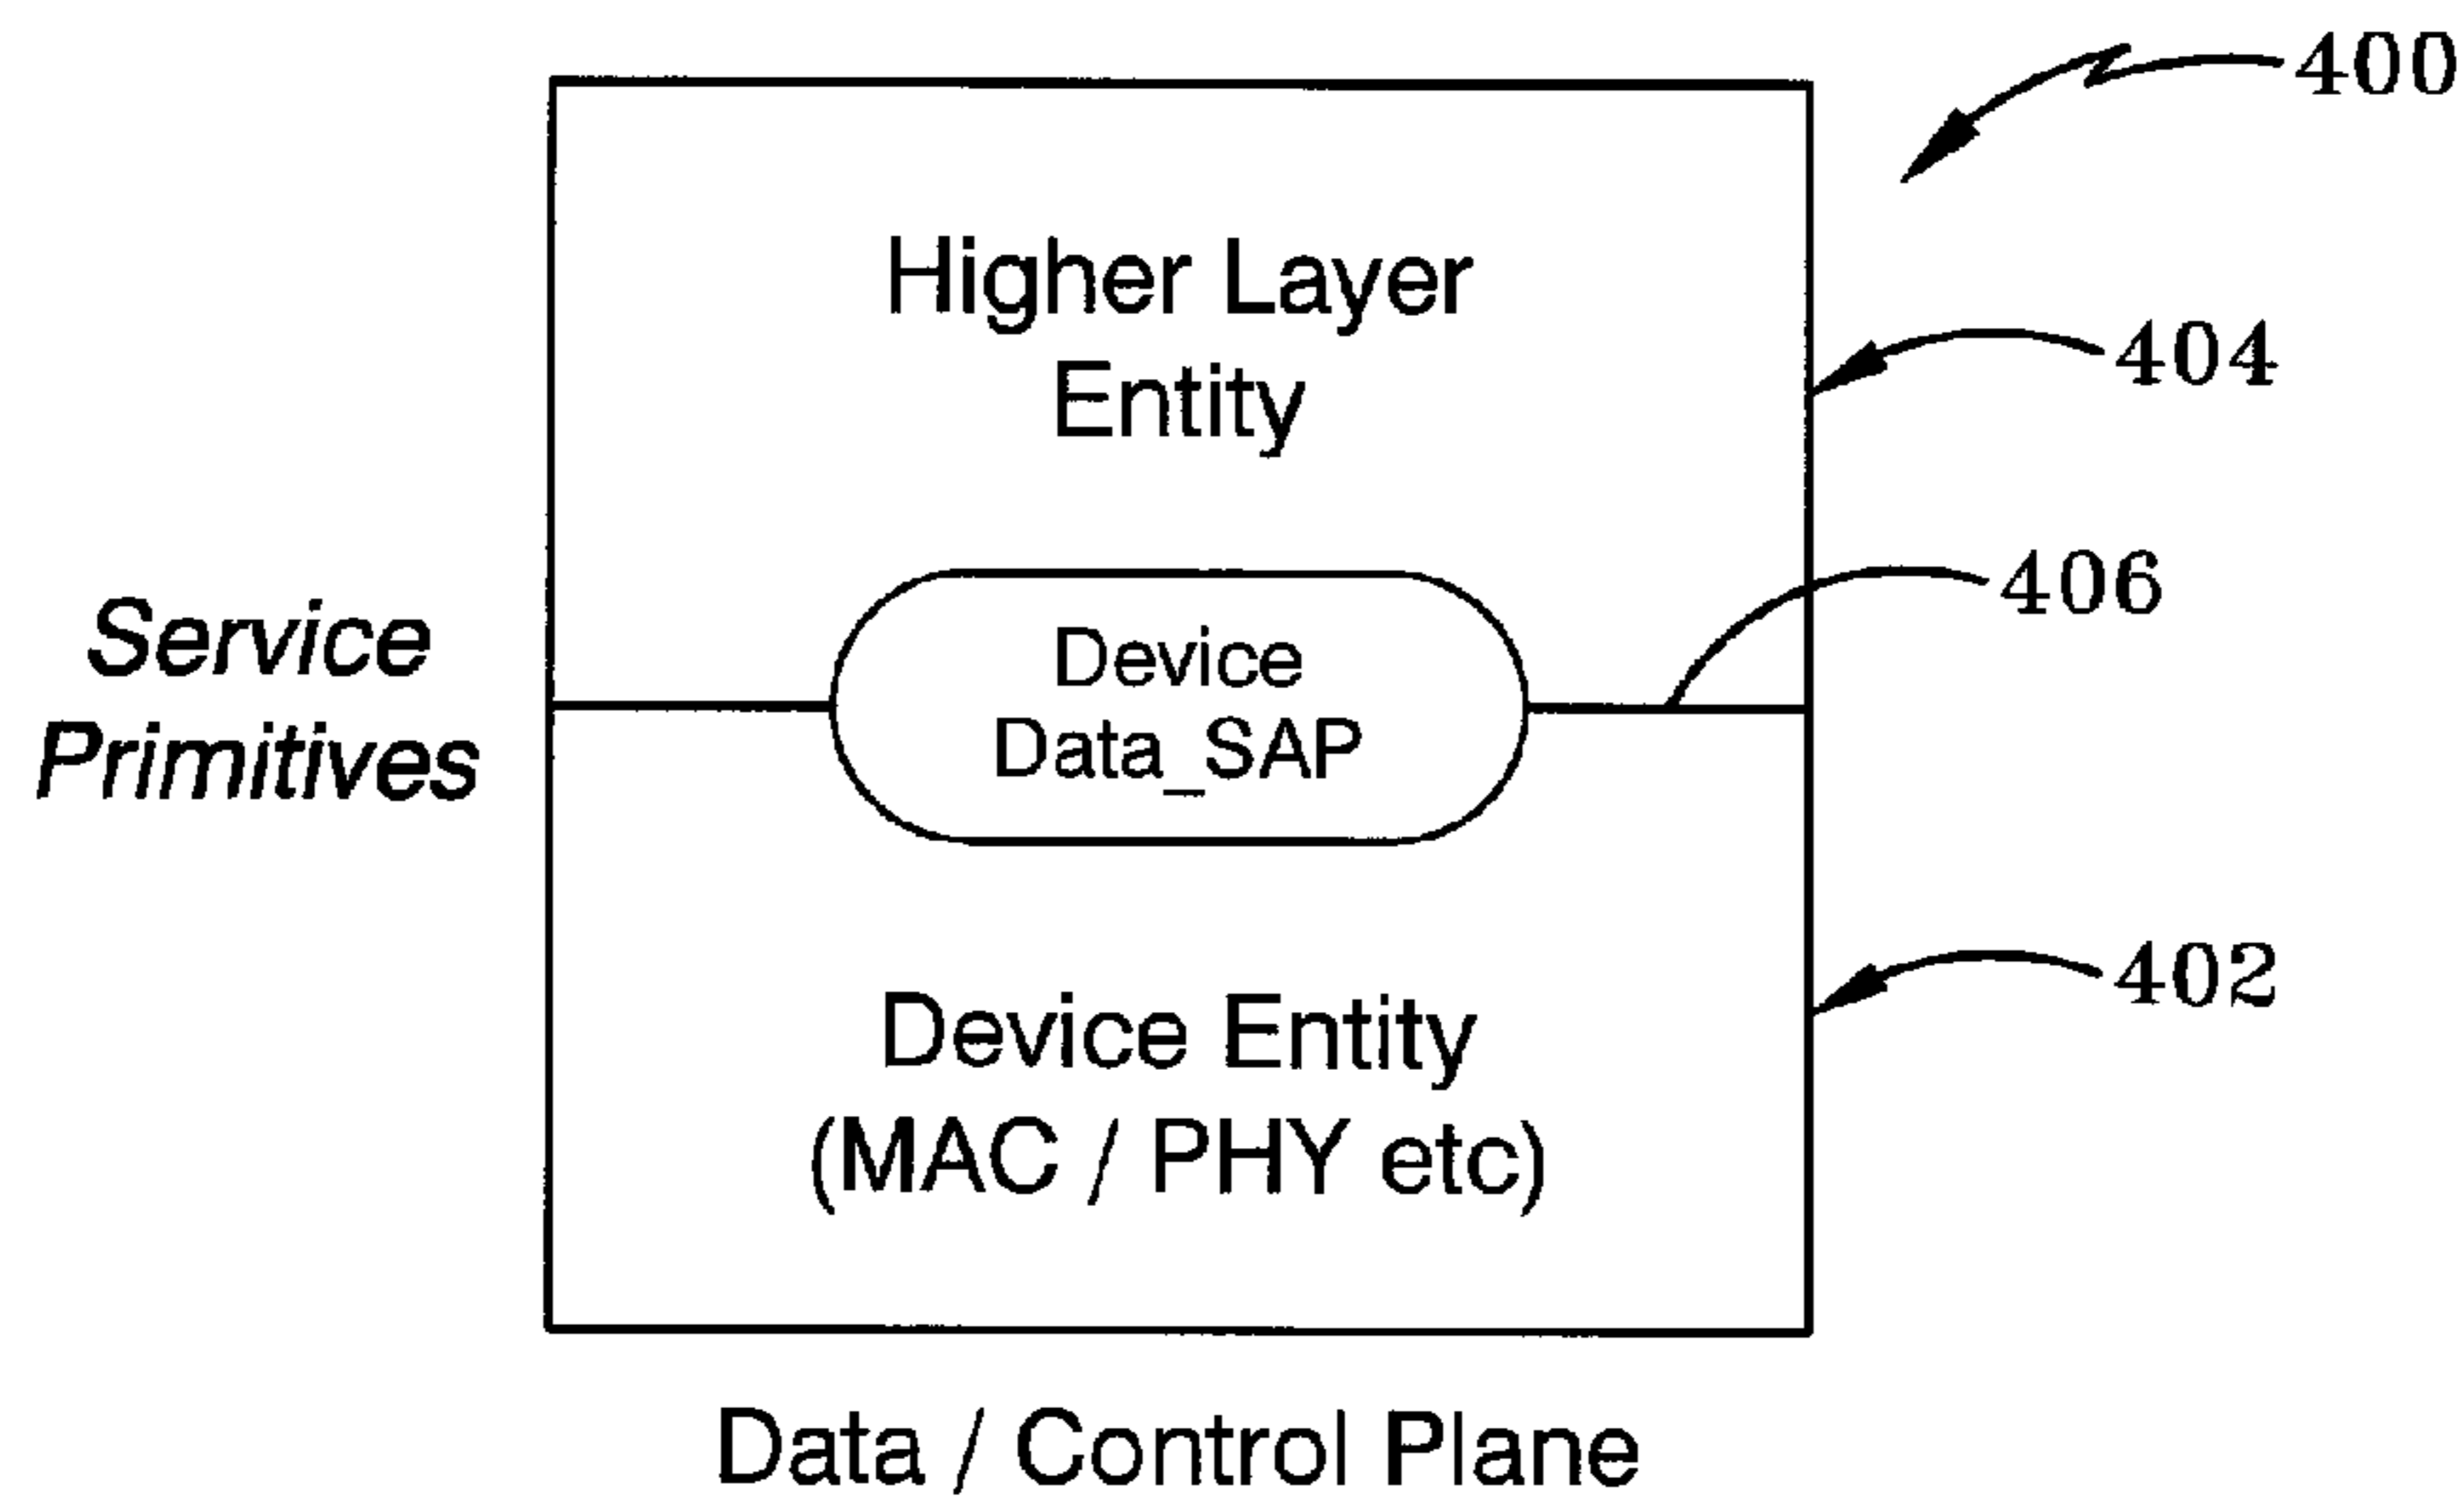 400
Higher Layer
Entity
404
406
Service
Primitives
Device
Data_SAP
402
Device Entity
(MAC / PHY etc)
Data / Control Plane